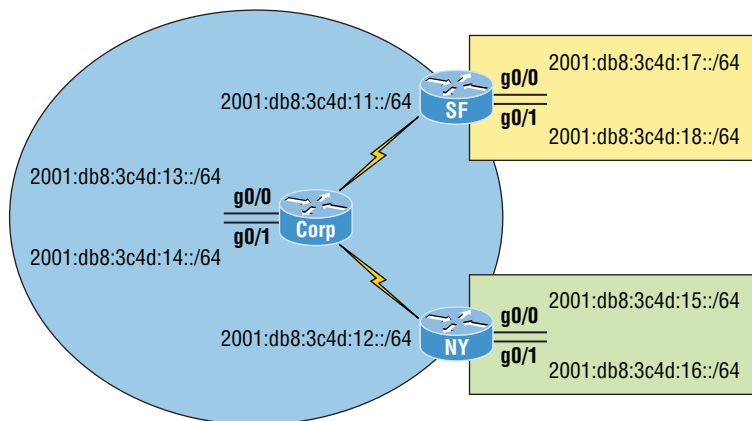 2001:db8:3c4d:17::/64
g0/0
2001:db8:3c4d:11::/64
SF
g0/1
2001:db8:3c4d:18::/64
2001:db8:3c4d:13::/64
g0/0
Corp
g0/1
2001:db8:3c4d:14::/64
2001:db8:3c4d:15::/64
g0/0
2001:db8:3c4d:12::/64
NY
g0/1
2001:db8:3c4d:16::/64